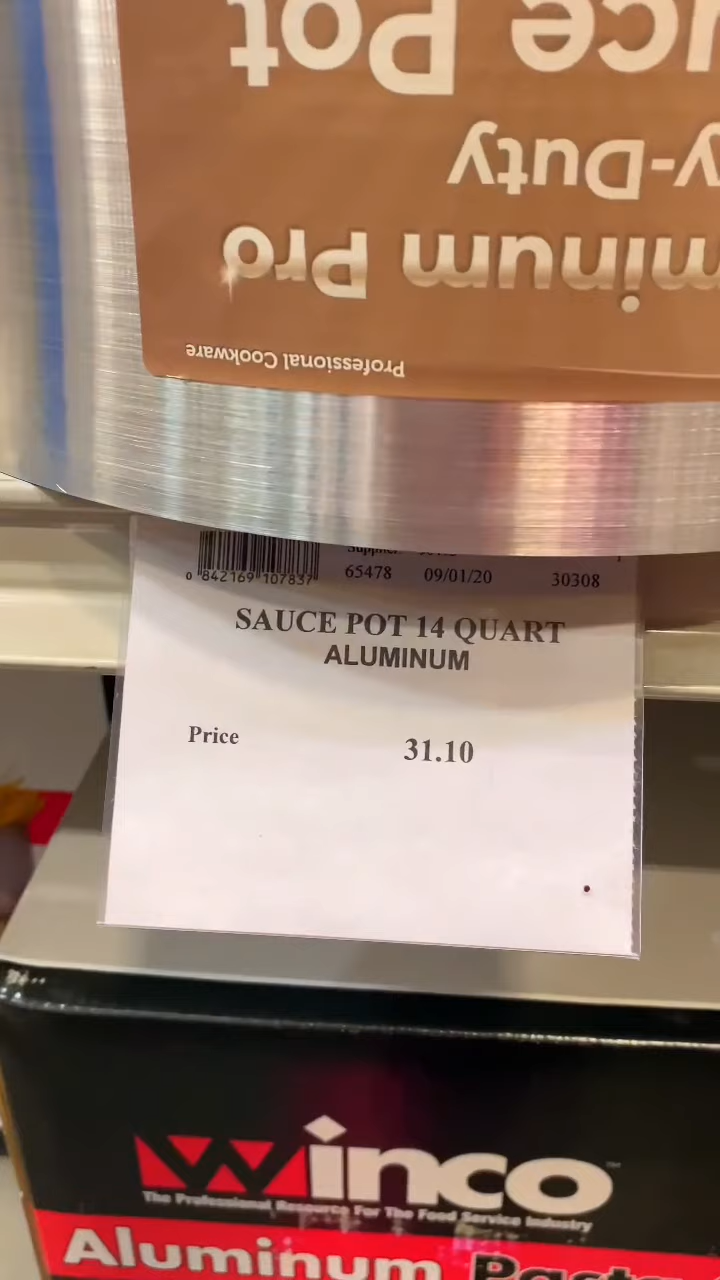 uce Pot
y-Duty
minum Pro
Professional Cookware
0 842169 107837
65478 09/01/20 30308
SAUCE POT 14 QUART
ALUMINUM
Price 31.10
Winco
The Professional Resource For The Food Service Industry
Aluminum